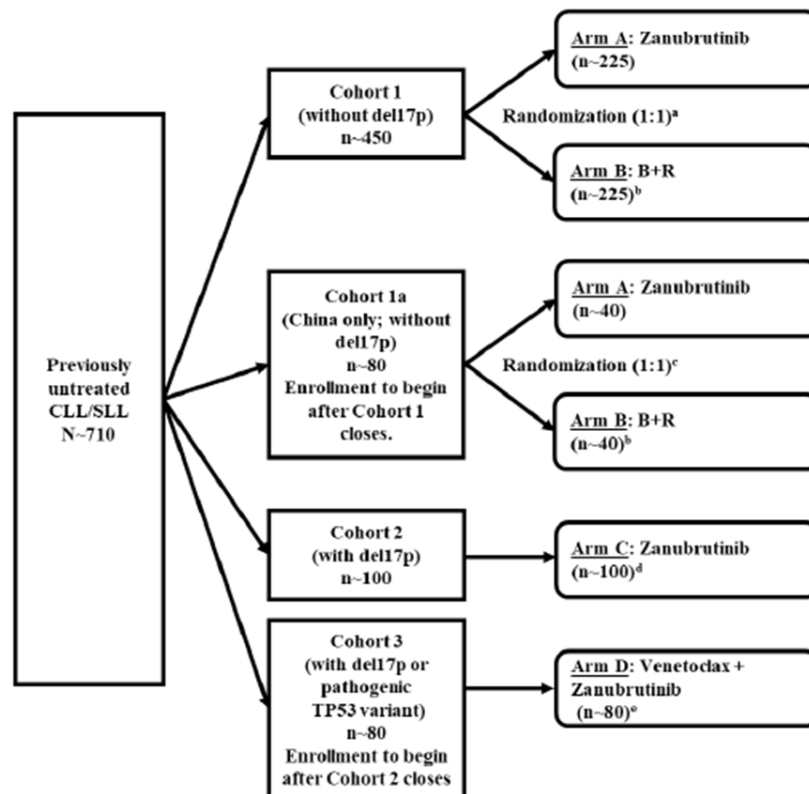 Previously
untreated
CLL/SLL
N~710
Cohort 1
(without del17p)
n~450
Arm A: Zanubrutinib
(n~225)
Randomization (1:1)ᵃ
Arm B: B+R
(n~225)ᵇ
Cohort 1a
(China only; without
del17p)
n~80
Enrollment to begin
after Cohort 1
closes.
Arm A: Zanubrutinib
(n~40)
Randomization (1:1)ᶜ
Arm B: B+R
(n~40)ᵇ
Cohort 2
(with del17p)
n~100
Arm C: Zanubrutinib
(n~100)ᵈ
Cohort 3
(with del17p or
pathogenic
TP53 variant)
n~80
Enrollment to begin
after Cohort 2 closes
Arm D: Venetoclax +
Zanubrutinib
(n~80)ᵉ